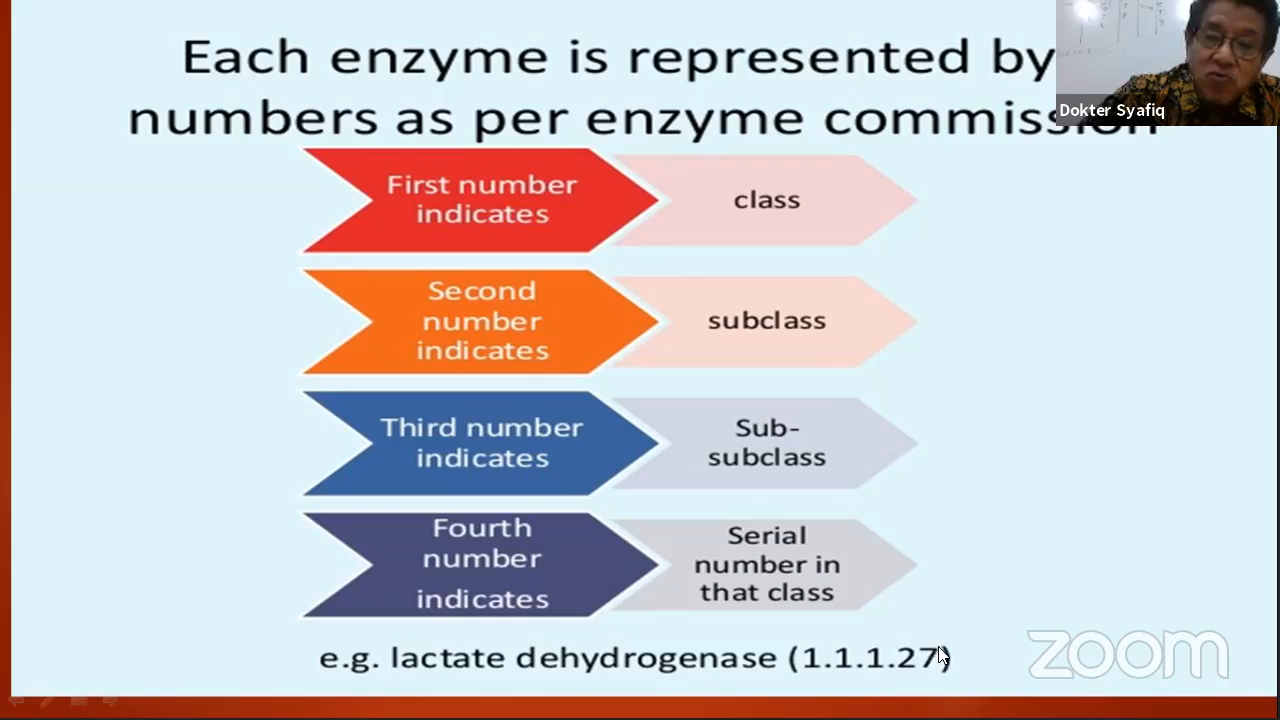 Each enzyme is represented by
numbers as per enzyme commission
Dokter Syafiq
First number
indicates
class
Second
number
indicates
subclass
Third number
indicates
Sub-
subclass
Fourth
number
indicates
Serial
number in
that class
e.g. lactate dehydrogenase (1.1.1.27)
zoom